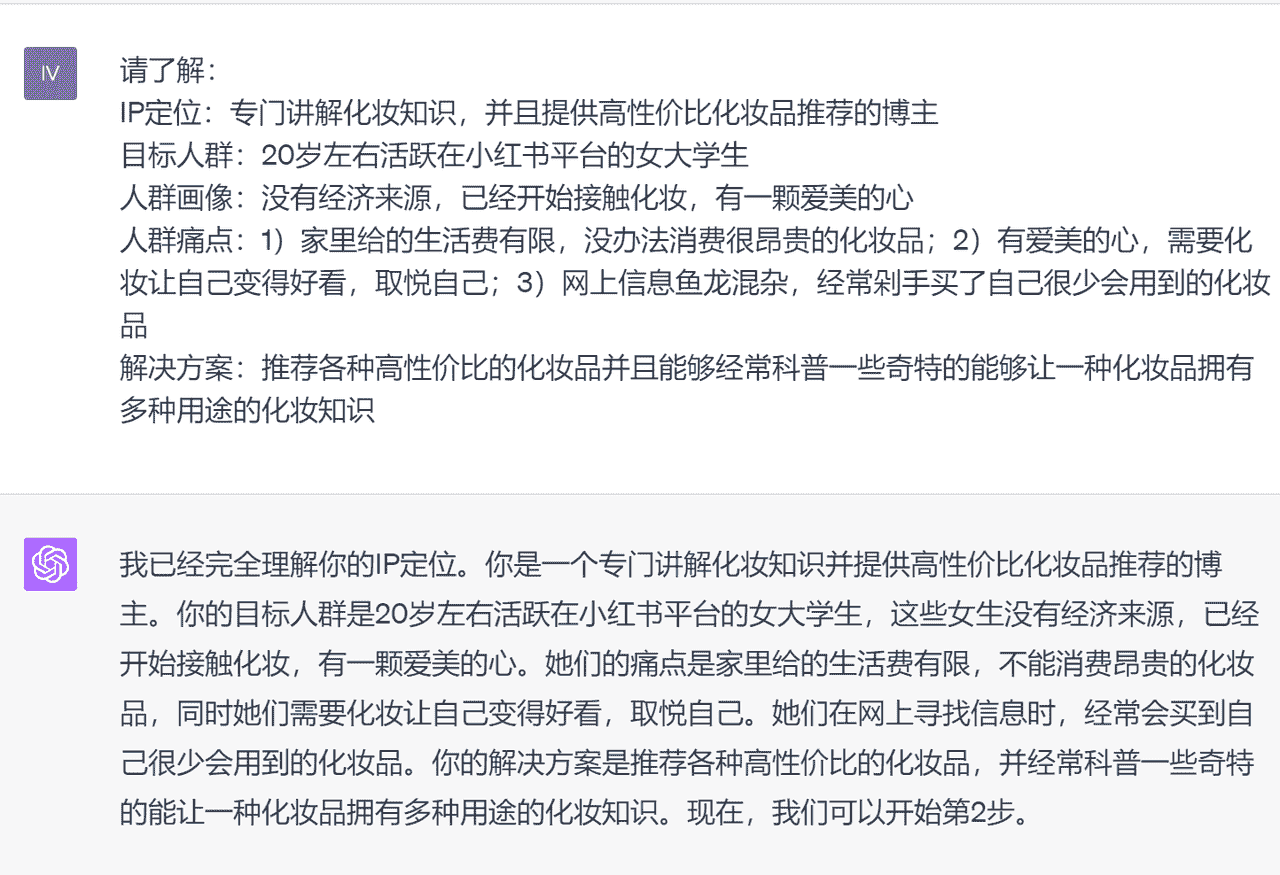 IV
请了解：
IP定位：专门讲解化妆知识，并且提供高性价比化妆品推荐的博主
目标人群：20岁左右活跃在小红书平台的女大学生
人群画像：没有经济来源，已经开始接触化妆，有一颗爱美的心
人群痛点：1）家里给的生活费有限，没办法消费很昂贵的化妆品；2）有爱美的心，需要化
妆让自己变得好看，取悦自己；3）网上信息鱼龙混杂，经常剁手买了自己很少会用到的化妆
品
解决方案：推荐各种高性价比的化妆品并且能够经常科普一些奇特的能够让一种化妆品拥有
多种用途的化妆知识
我已经完全理解你的IP定位。你是一个专门讲解化妆知识并提供高性价比化妆品推荐的博
主。你的目标人群是20岁左右活跃在小红书平台的女大学生，这些女生没有经济来源，已经
开始接触化妆，有一颗爱美的心。她们的痛点是家里给的生活费有限，不能消费昂贵的化妆
品，同时她们需要化妆让自己变得好看，取悦自己。她们在网上寻找信息时，经常会买到自
己很少会用到的化妆品。你的解决方案是推荐各种高性价比的化妆品，并经常科普一些奇特
的能让一种化妆品拥有多种用途的化妆知识。现在，我们可以开始第2步。